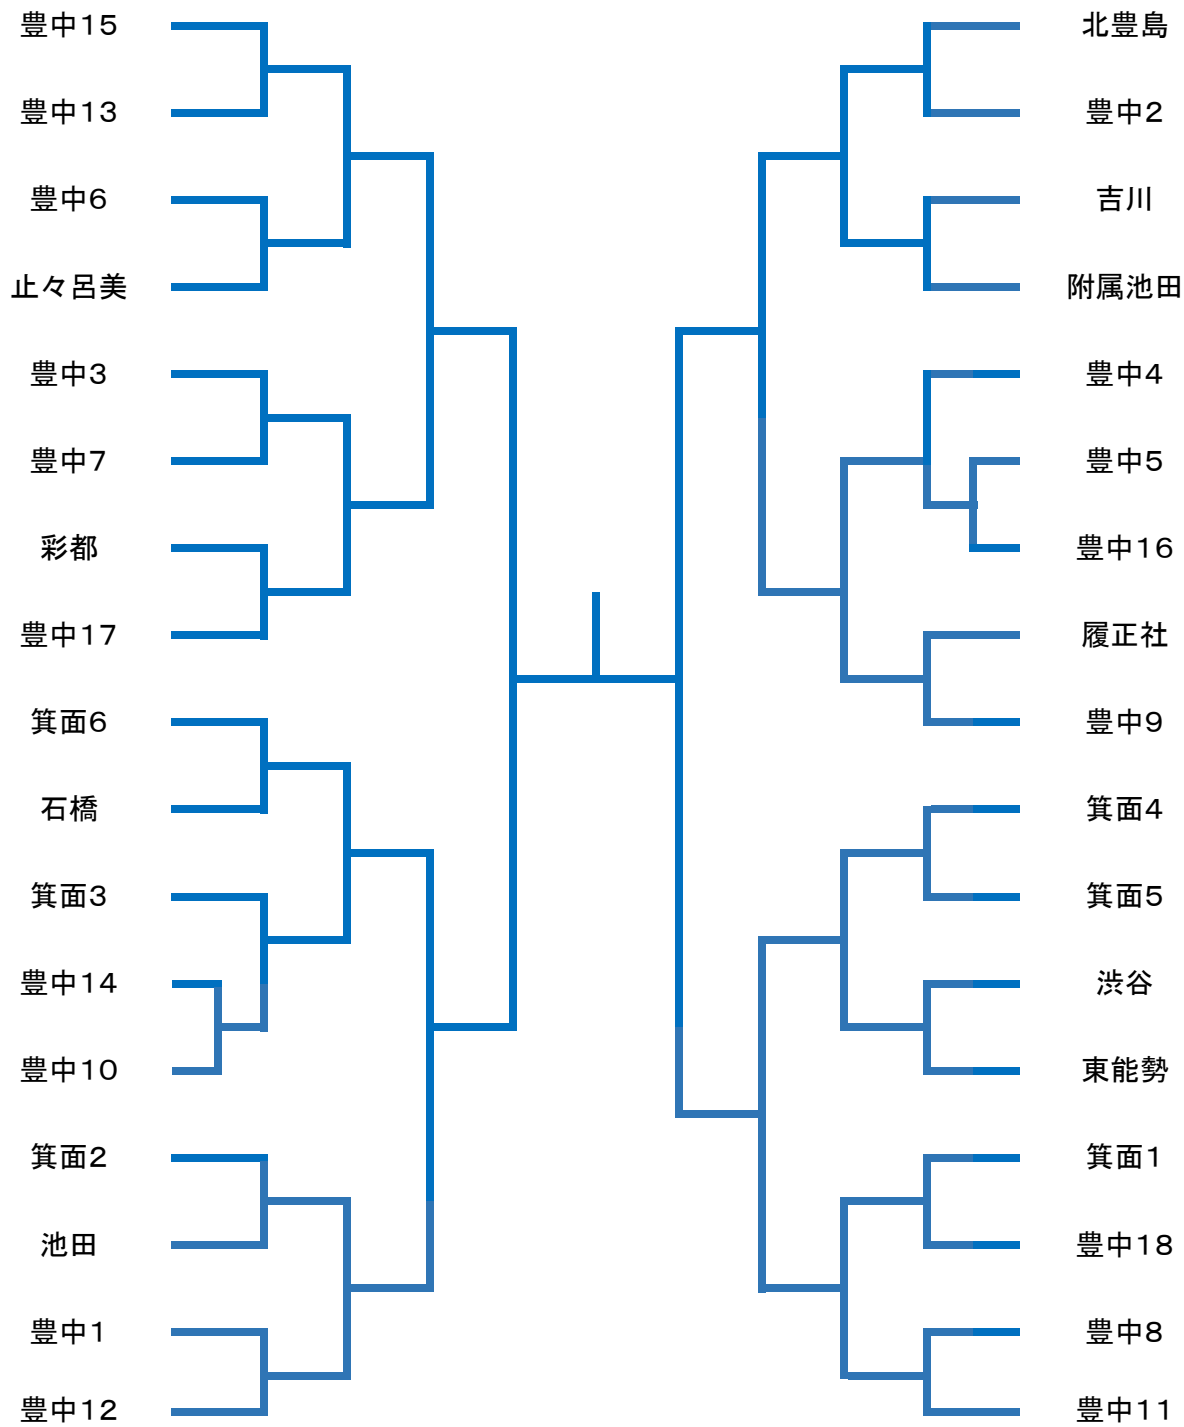 豊中15
豊中13
豊中6
止々呂美
豊中3
豊中7
彩都
豊中17
箕面6
石橋
箕面3
豊中14
豊中10
箕面2
池田
豊中1
豊中12
北豊島
豊中2
吉川
附属池田
豊中4
豊中5
豊中16
履正社
豊中9
箕面4
箕面5
渋谷
東能勢
箕面1
豊中18
豊中8
豊中11